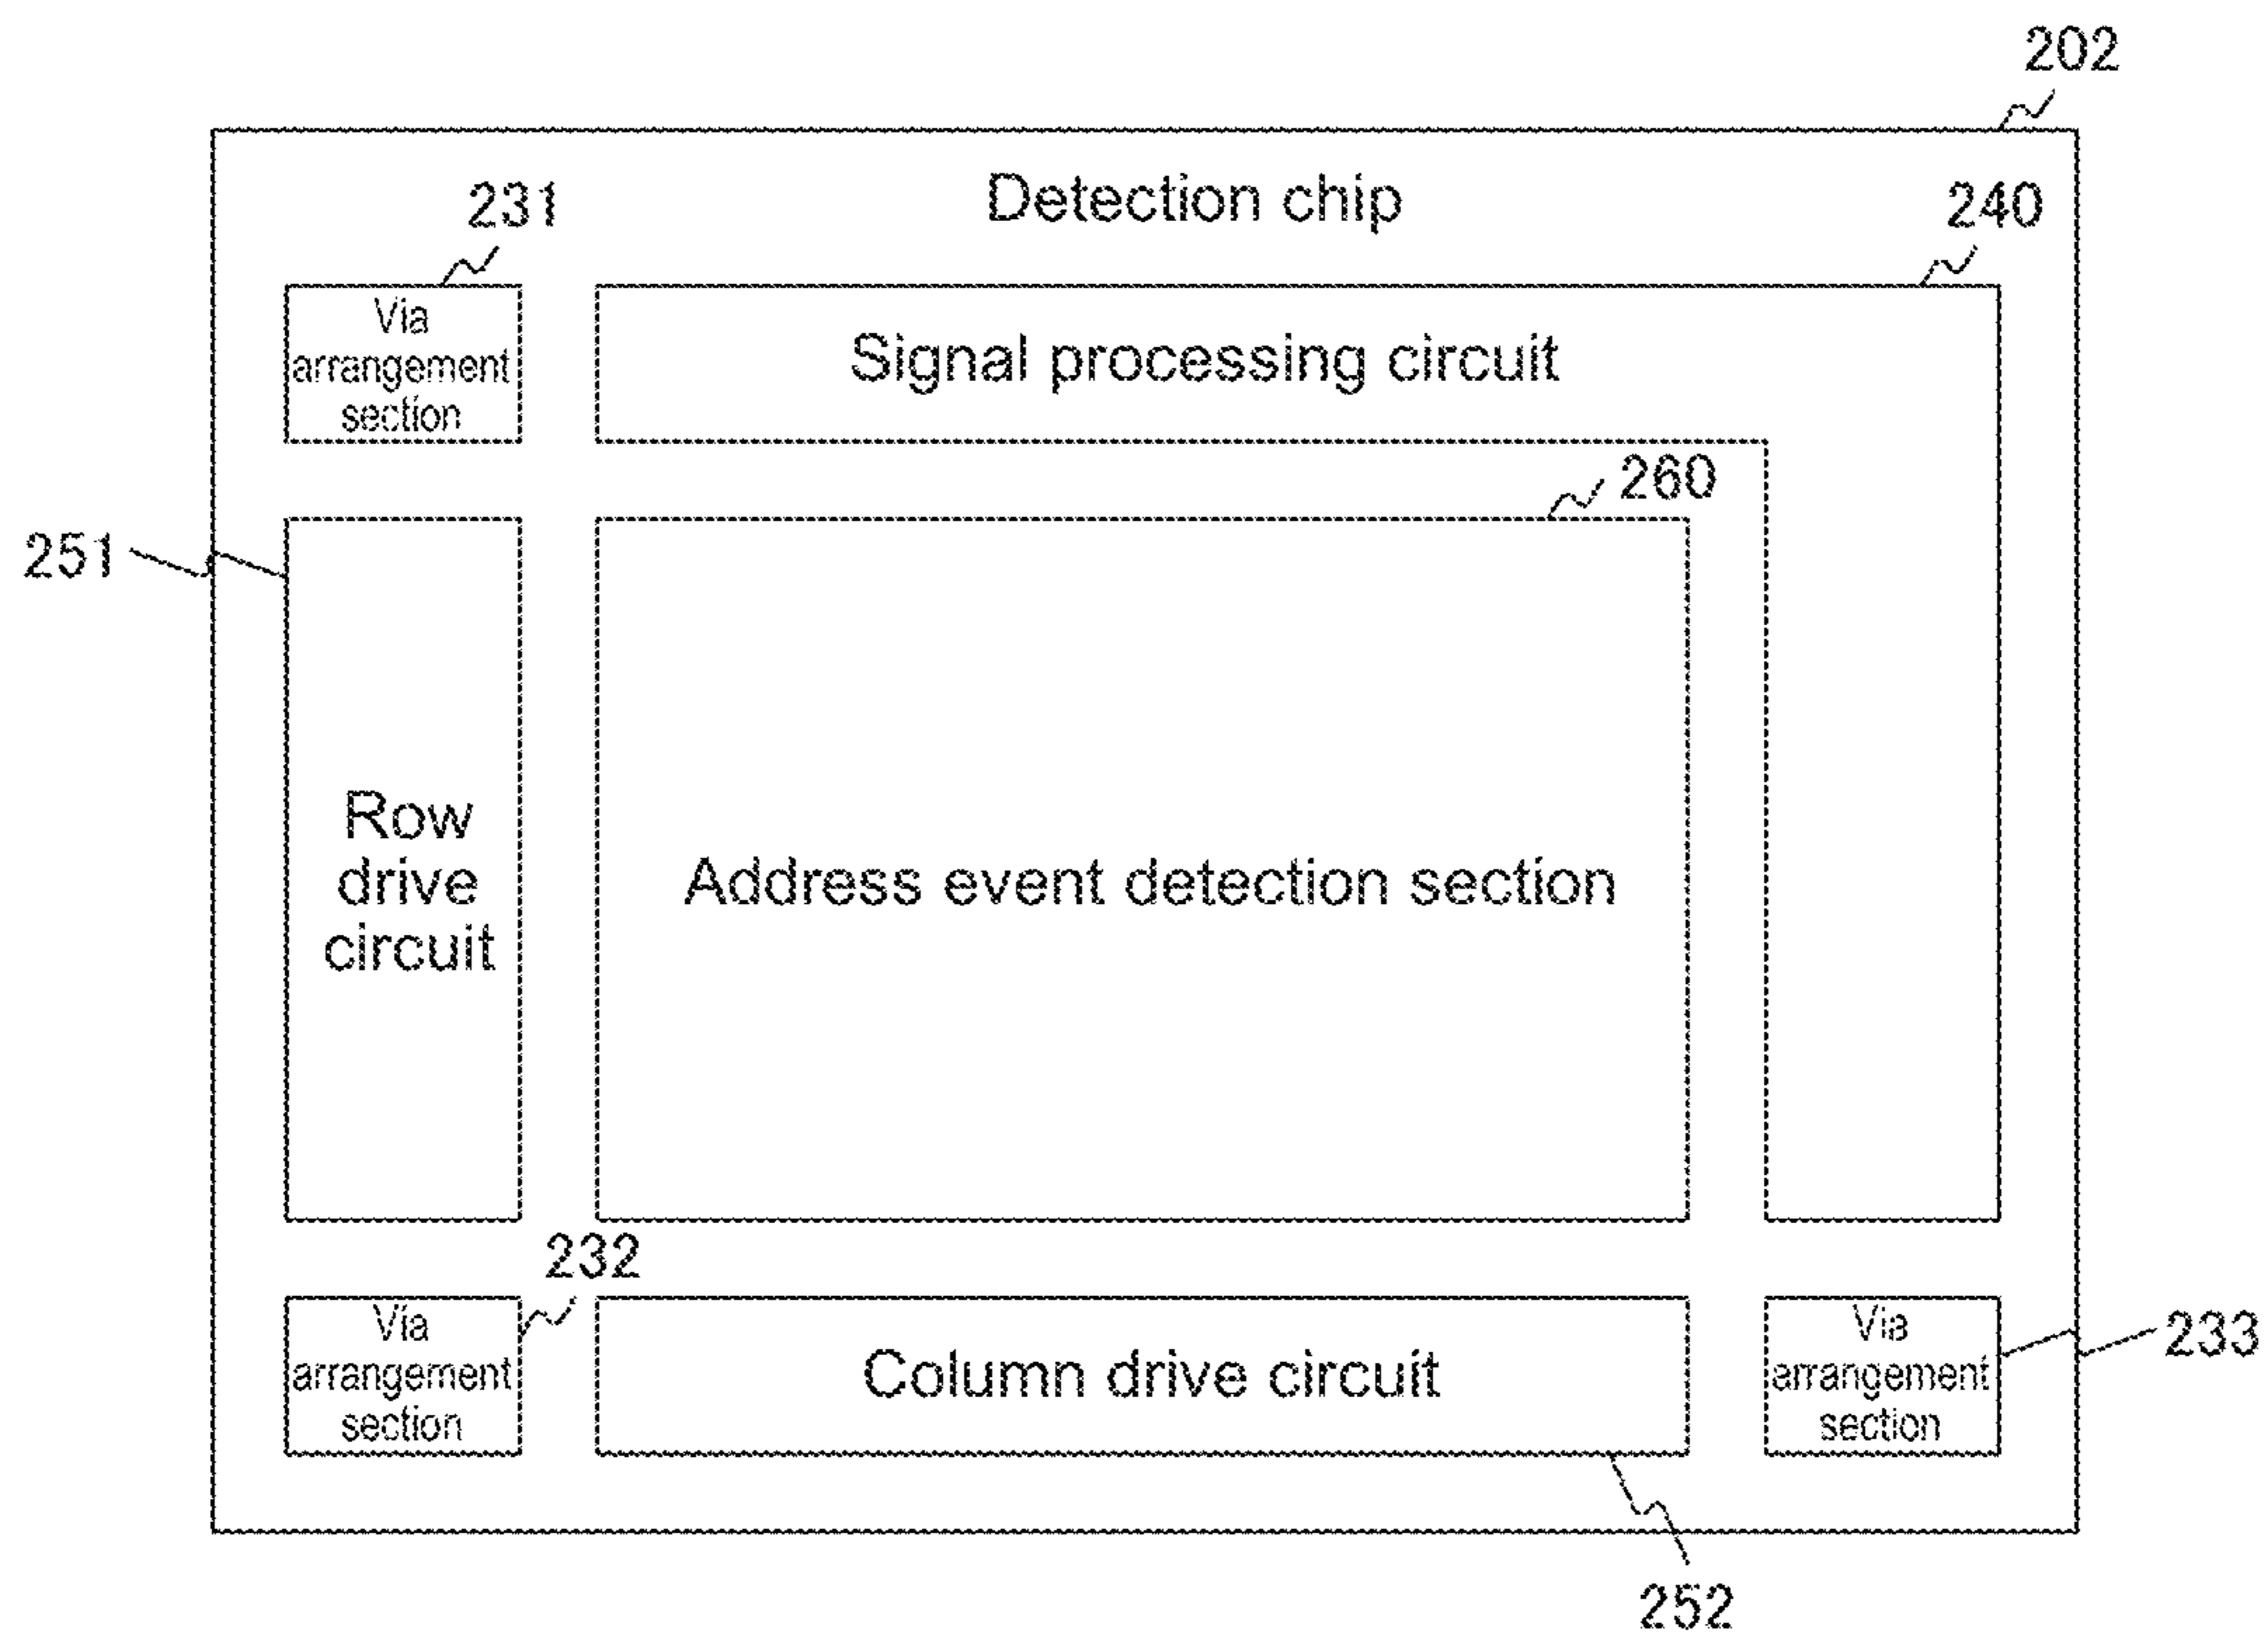 202
Detection chip
231
240
Via
arrangement
section
Signal processing circuit
260
251
Row
drive
circuit
Address event detection section
232
Via
arrangement
section
Column drive circuit
Via
arrangement
section
233
252